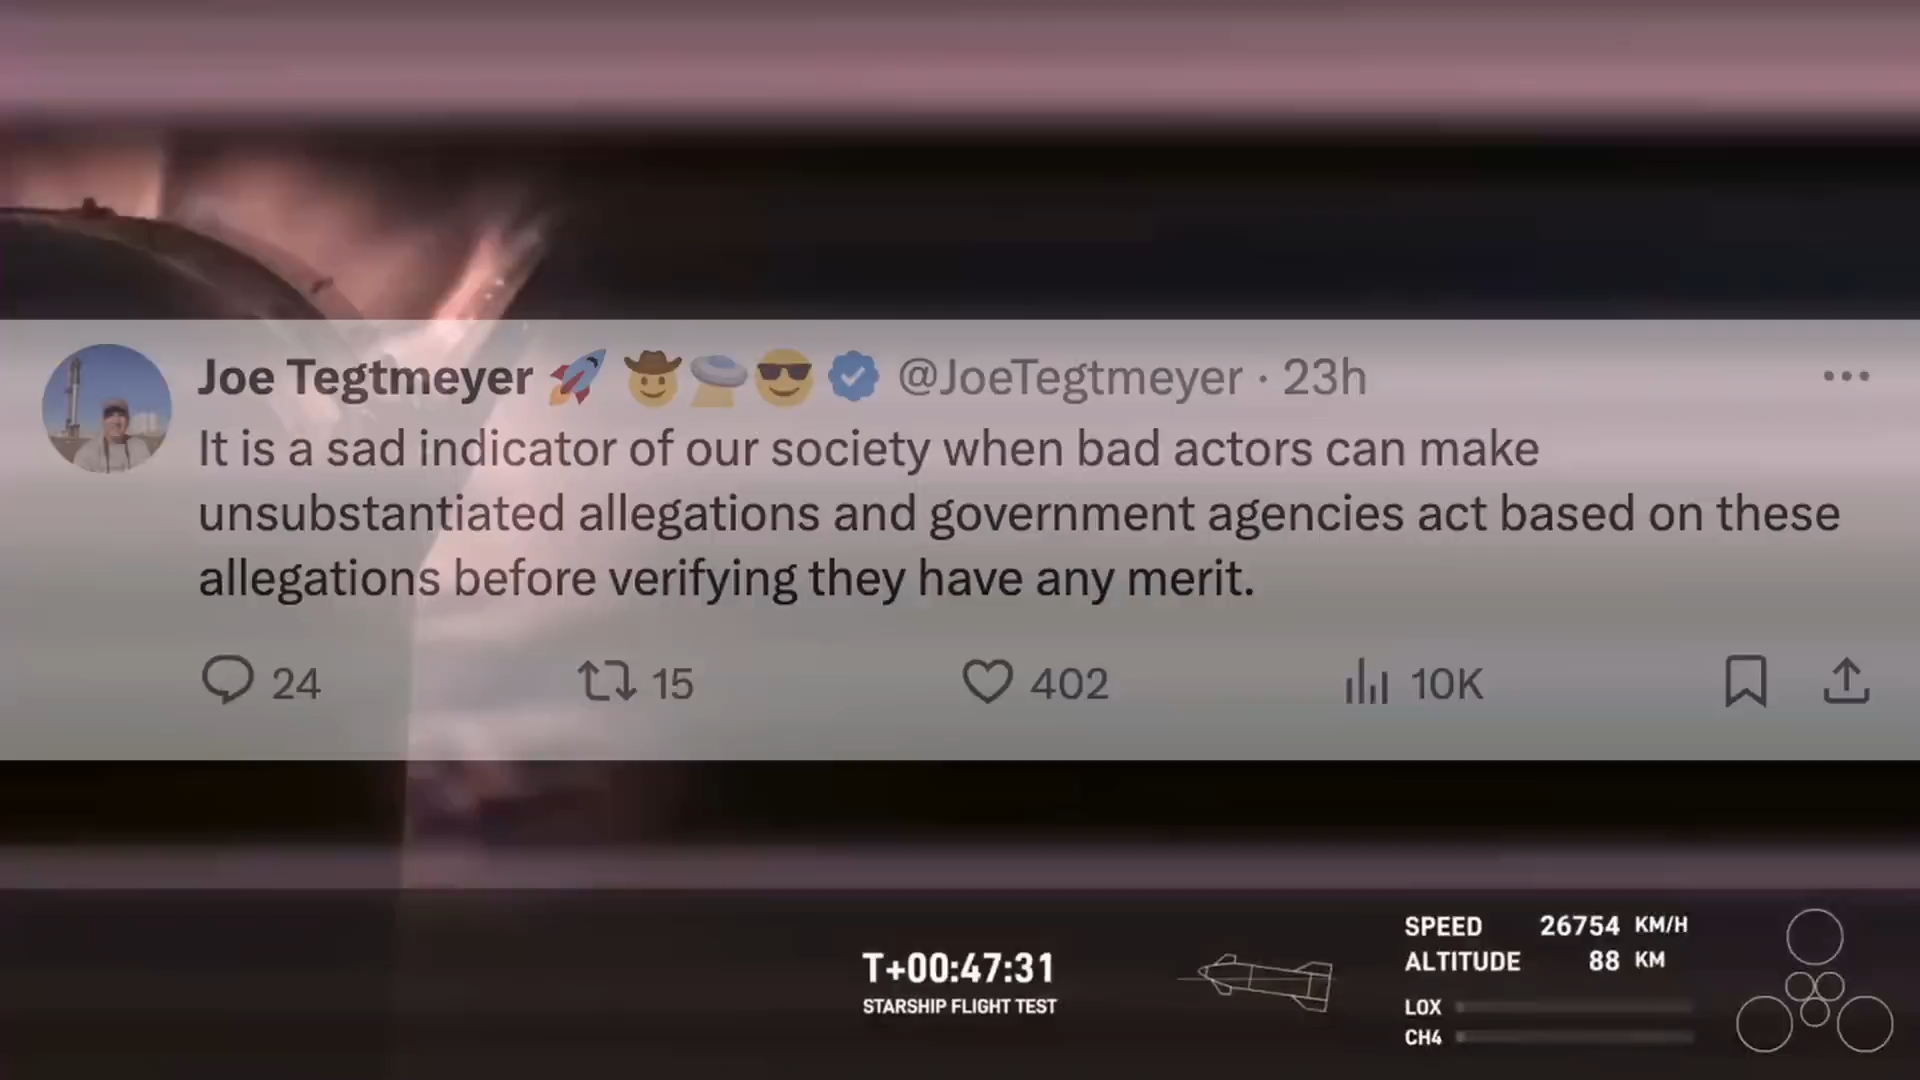 Joe Tegtmeyer 🚀 🤠🛸😎 @JoeTegtmeyer · 23h
It is a sad indicator of our society when bad actors can make
unsubstantiated allegations and government agencies act based on these
allegations before verifying they have any merit.
24 15 402 10K
T+00:47:31
STARSHIP FLIGHT TEST
SPEED 26754 KM/H
ALTITUDE 88 KM
LOX
CH4